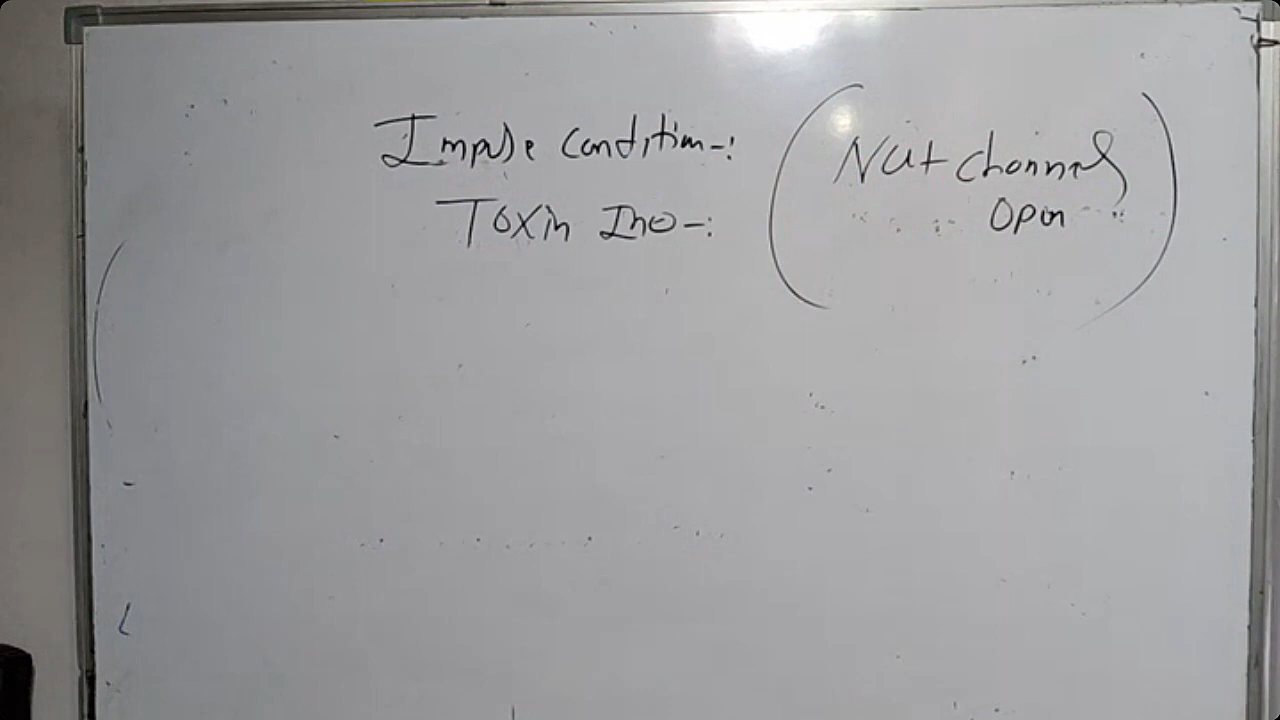 Impulse Condition-:
Toxin Ino-:
(Na+ channel
Open)